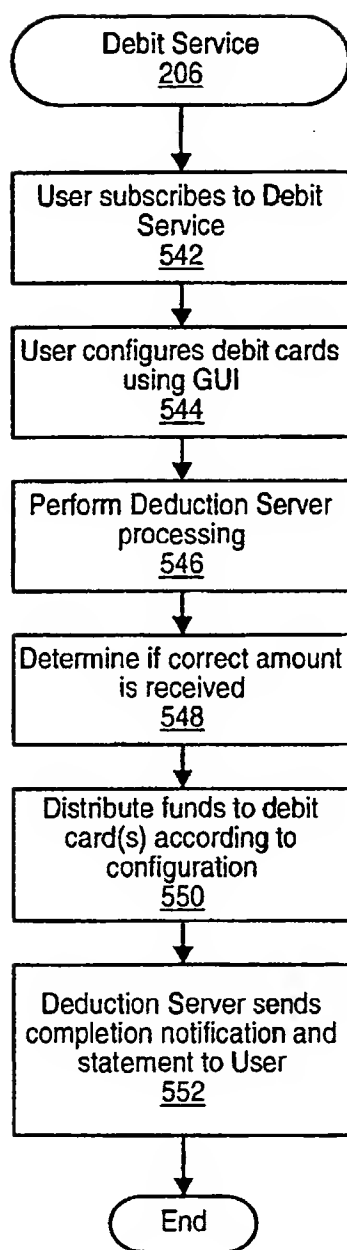 Debit Service
206
User subscribes to Debit
Service
542
User configures debit cards
using GUI
544
Perform Deduction Server
processing
546
Determine if correct amount
is received
548
Distribute funds to debit
card(s) according to
configuration
550
Deduction Server sends
completion notification and
statement to User
552
End